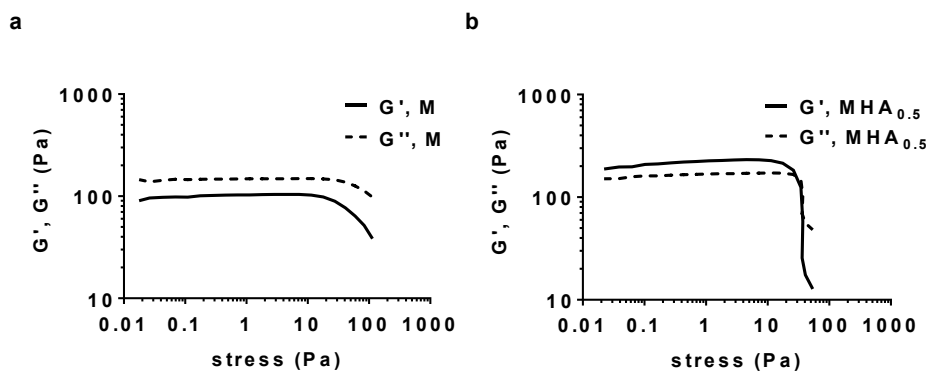 a
b
1000
100
10
G', G'' (Pa)
G', M
G'', M
0.01 0.1 1 10 100 1000
stress (Pa)
1000
100
10
G', G'' (Pa)
G', MHA0.5
G'', MHA0.5
0.01 0.1 1 10 100 1000
stress (Pa)